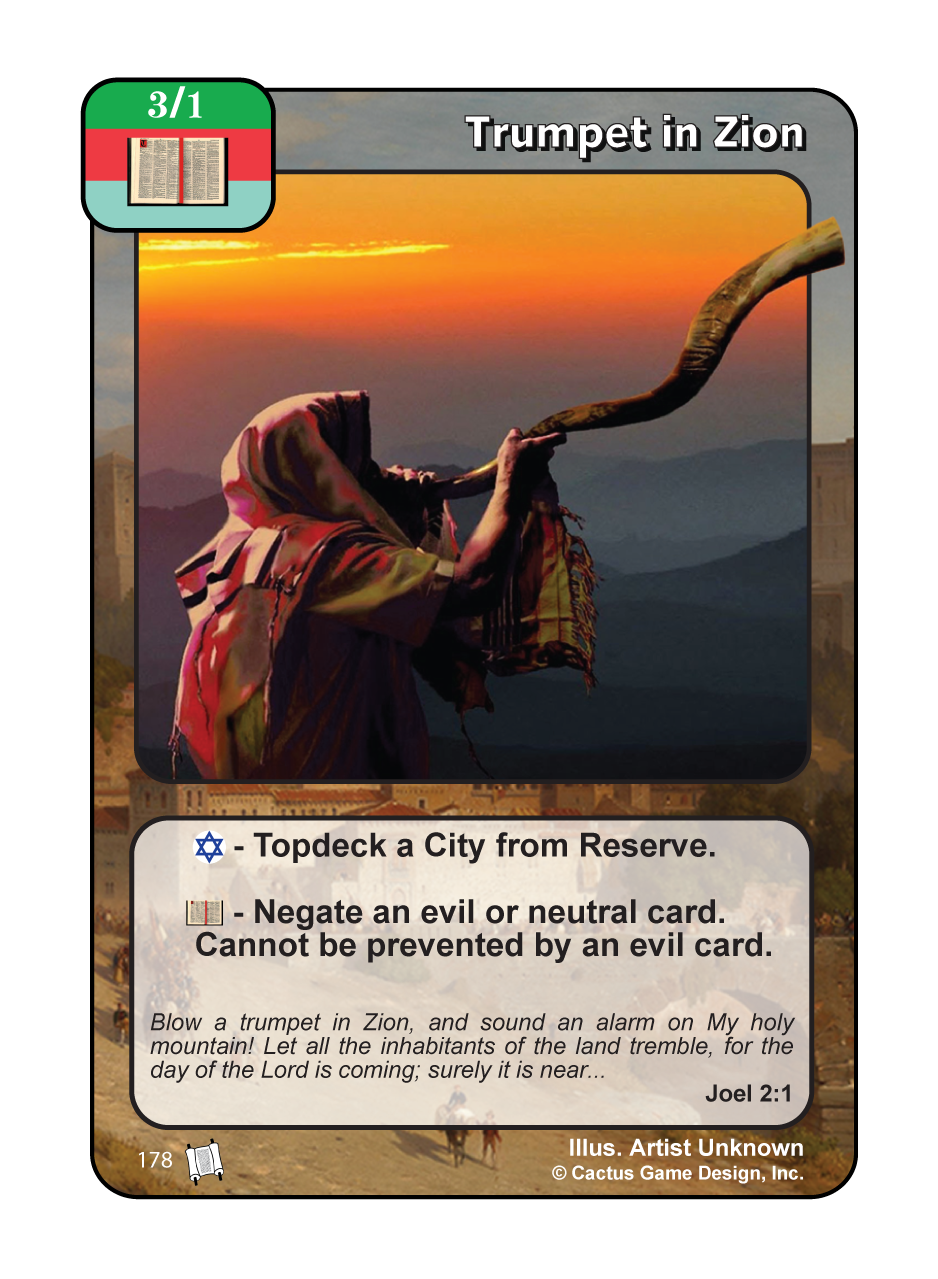 3/1
Trumpet in Zion
- Topdeck a City from Reserve.
- Negate an evil or neutral card.
Cannot be prevented by an evil card.
Blow a trumpet in Zion, and sound an alarm on My holy
mountain! Let all the inhabitants of the land tremble, for the
day of the Lord is coming; surely it is near...
Joel 2:1
178
Illus. Artist Unknown
© Cactus Game Design, Inc.